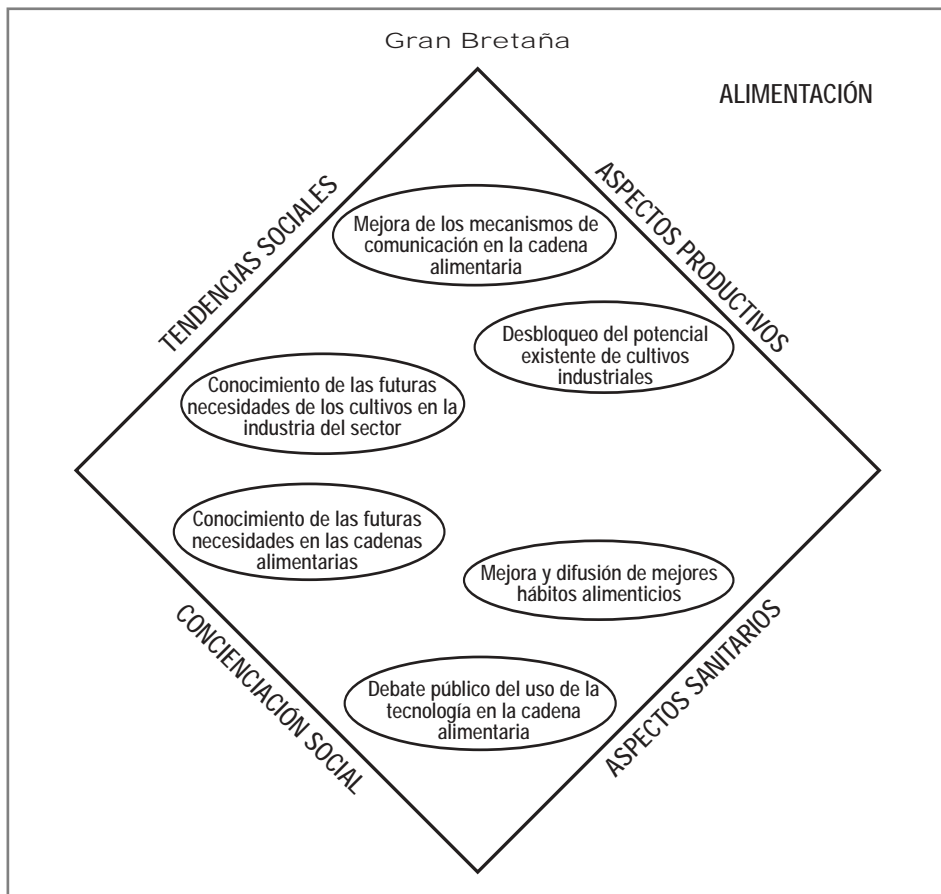 Gran Bretaña
ALIMENTACIÓN
TENDENCIAS SOCIALES
ASPECTOS PRODUCTIVOS
Mejora de los mecanismos de
comunicación en la cadena
alimentaria
Desbloqueo del potencial
existente de cultivos
industriales
Conocimiento de las futuras
necesidades de los cultivos en la
industria del sector
Conocimiento de las futuras
necesidades en las cadenas
alimentarias
Mejora y difusión de mejores
hábitos alimenticios
Debate público del uso de la
tecnología en la cadena
alimentaria
CONCIENCIACIÓN SOCIAL
ASPECTOS SANITARIOS